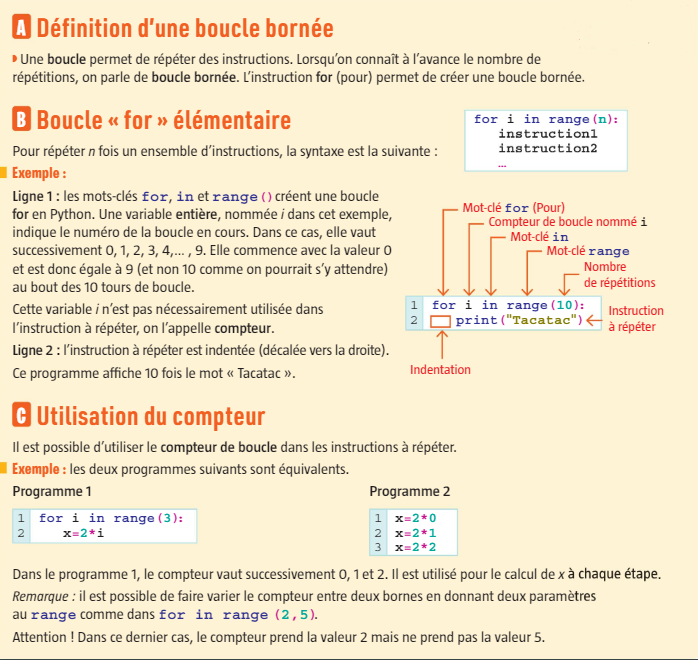 A Définition d'une boucle bornée
Une boucle permet de répéter des instructions. Lorsqu'on connaît à l'avance le nombre de
répétitions, on parle de boucle bornée. L'instruction for (pour) permet de créer une boucle bornée.
B Boucle « for » élémentaire
Pour répéter n fois un ensemble d'instructions, la syntaxe est la suivante :
for i in range(n):
instruction1
instruction2
…
Exemple :
Ligne 1 : les mots-clés for, in et range() créent une boucle
for en Python. Une variable entière, nommée i dans cet exemple,
indique le numéro de la boucle en cours. Dans ce cas, elle vaut
successivement 0, 1, 2, 3, 4,… , 9. Elle commence avec la valeur 0
et est donc égale à 9 (et non 10 comme on pourrait s'y attendre)
au bout des 10 tours de boucle.
Cette variable i n'est pas nécessairement utilisée dans
l'instruction à répéter, on l'appelle compteur.
Ligne 2 : l'instruction à répéter est indentée (décalée vers la droite).
Ce programme affiche 10 fois le mot « Tacatac ».
Mot-clé for (Pour)
Compteur de boucle nommé i
Mot-clé in
Mot-clé range
Nombre
de répétitions
1 for i in range(10):
2 print("Tacatac")
Instruction
à répéter
Indentation
C Utilisation du compteur
Il est possible d'utiliser le compteur de boucle dans les instructions à répéter.
Exemple : les deux programmes suivants sont équivalents.
Programme 1
1 for i in range(3):
2 x=2*i
Programme 2
1 x=2*0
2 x=2*1
3 x=2*2
Dans le programme 1, le compteur vaut successivement 0, 1 et 2. Il est utilisé pour le calcul de x à chaque étape.
Remarque : il est possible de faire varier le compteur entre deux bornes en donnant deux paramètres
au range comme dans for in range (2,5).
Attention ! Dans ce dernier cas, le compteur prend la valeur 2 mais ne prend pas la valeur 5.